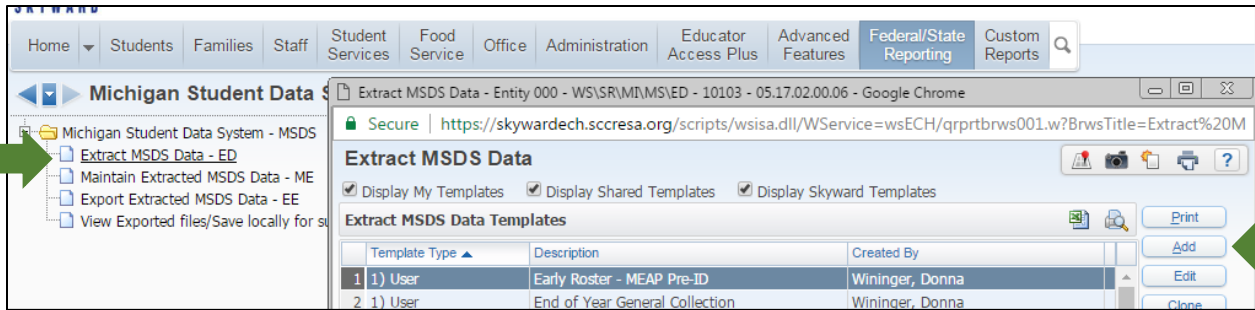 SKYWARD
Home Students Families Staff Student Services Food Service Office Administration Educator Access Plus Advanced Features Federal/State Reporting Custom Reports
Michigan Student Data
Extract MSDS Data - Entity 000 - WS\SR\MI\MS\ED - 10103 - 05.17.02.00.06 - Google Chrome
Michigan Student Data System - MSDS
Extract MSDS Data - ED
Maintain Extracted MSDS Data - ME
Export Extracted MSDS Data - EE
View Exported files/Save locally for
Secure | https://skywardech.sccresa.org/scripts/wsisa.dll/WService=wsECH/qrprtbrws001.w?BrwsTitle=Extract%20M
Extract MSDS Data
?
Display My Templates Display Shared Templates Display Skyward Templates
Extract MSDS Data Templates
Print
Template Type Description Created By
Add
1 1) User Early Roster - MEAP Pre-ID Wininger, Donna
Edit
2 1) User End of Year General Collection Wininger, Donna
Clone